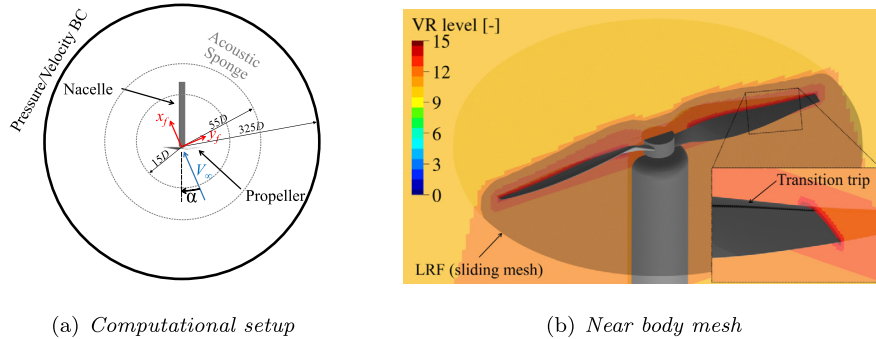 Pressure/Velocity BC
Acoustic
Sponge
Nacelle
x_f
y_f
55D
325D
15D
V_∞
Propeller
α
(a) Computational setup
VR level [-]
15
12
9
6
3
0
Transition trip
LRF (sliding mesh)
(b) Near body mesh